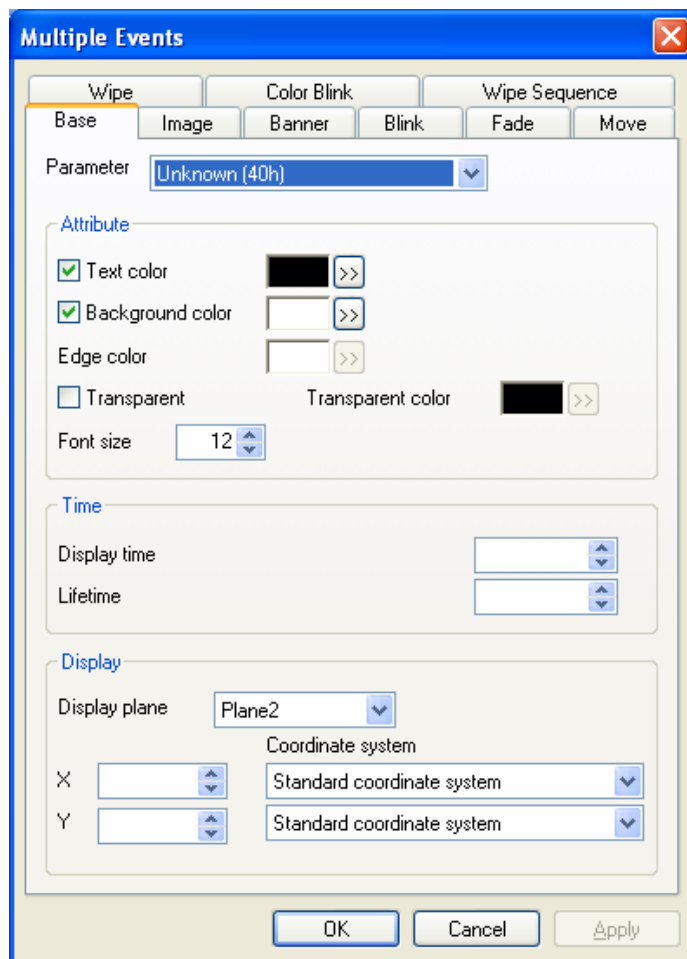 Multiple Events
Wipe Color Blink Wipe Sequence
Base Image Banner Blink Fade Move
Parameter Unknown (40h)
Attribute
Text color >>
Background color >>
Edge color >>
Transparent Transparent color >>
Font size 12
Time
Display time
Lifetime
Display
Display plane Plane2
Coordinate system
X Standard coordinate system
Y Standard coordinate system
OK Cancel Apply